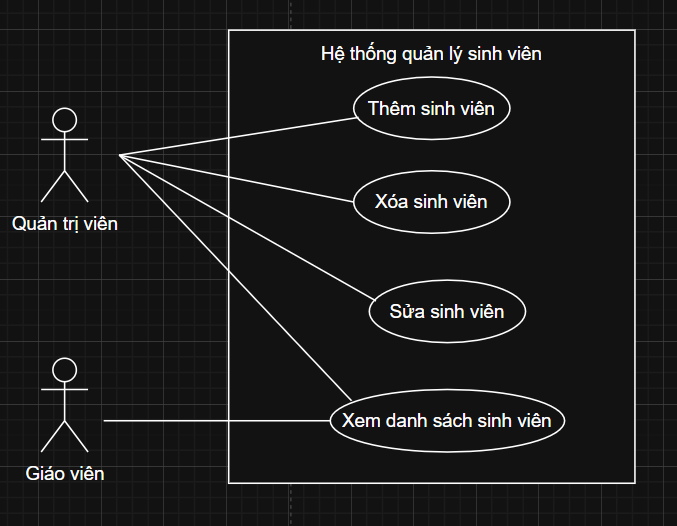 Hệ thống quản lý sinh viên
Thêm sinh viên
Xóa sinh viên
Quản trị viên
Sửa sinh viên
Xem danh sách sinh viên
Giáo viên